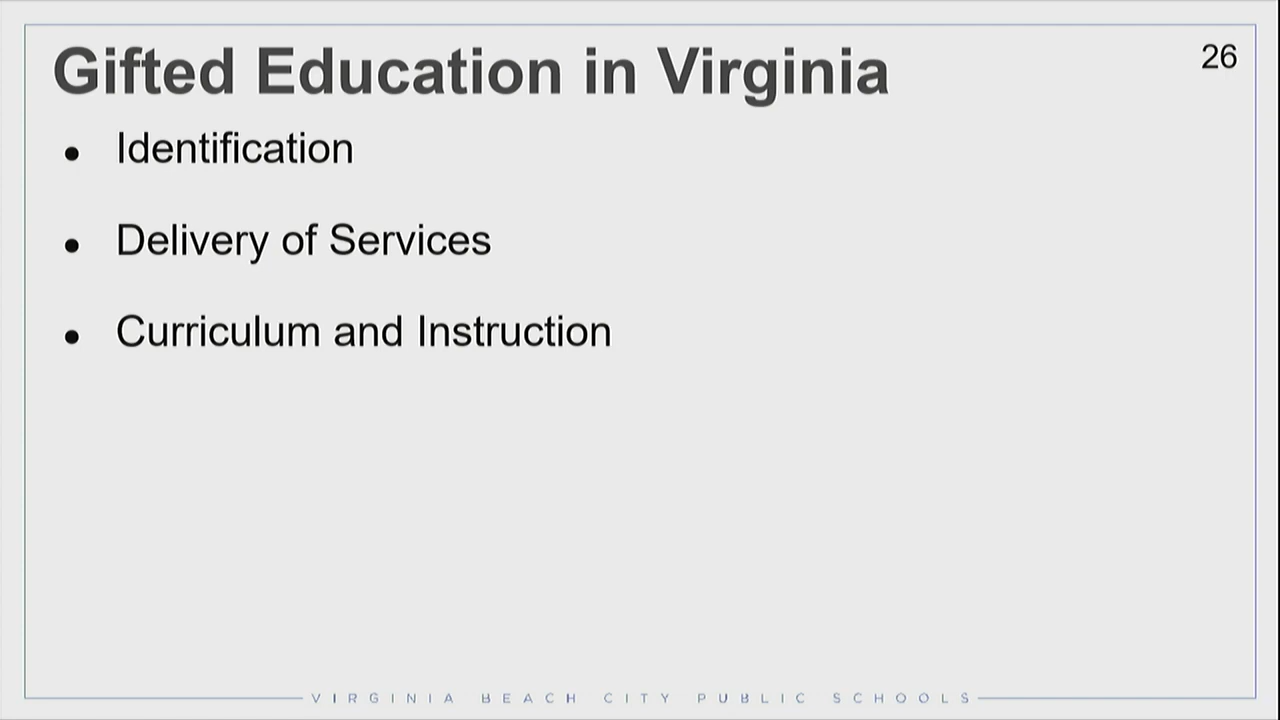 Gifted Education in Virginia
26
• Identification
• Delivery of Services
• Curriculum and Instruction
VIRGINIA BEACH CITY PUBLIC SCHOOLS